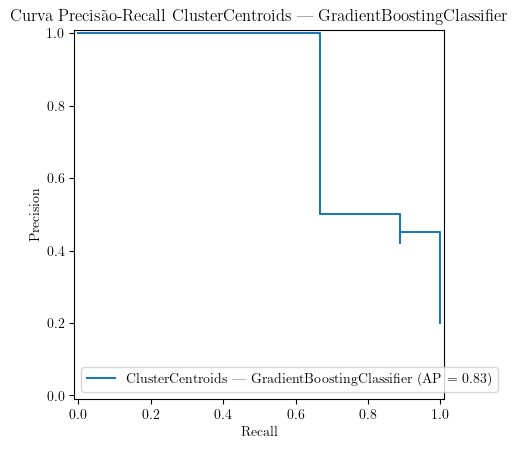 Curva Precisão-Recall ClusterCentroids — GradientBoostingClassifier
1.0
0.8
0.6
0.4
0.2
0.0
Precision
ClusterCentroids — GradientBoostingClassifier (AP = 0.83)
0.0 0.2 0.4 0.6 0.8 1.0
Recall